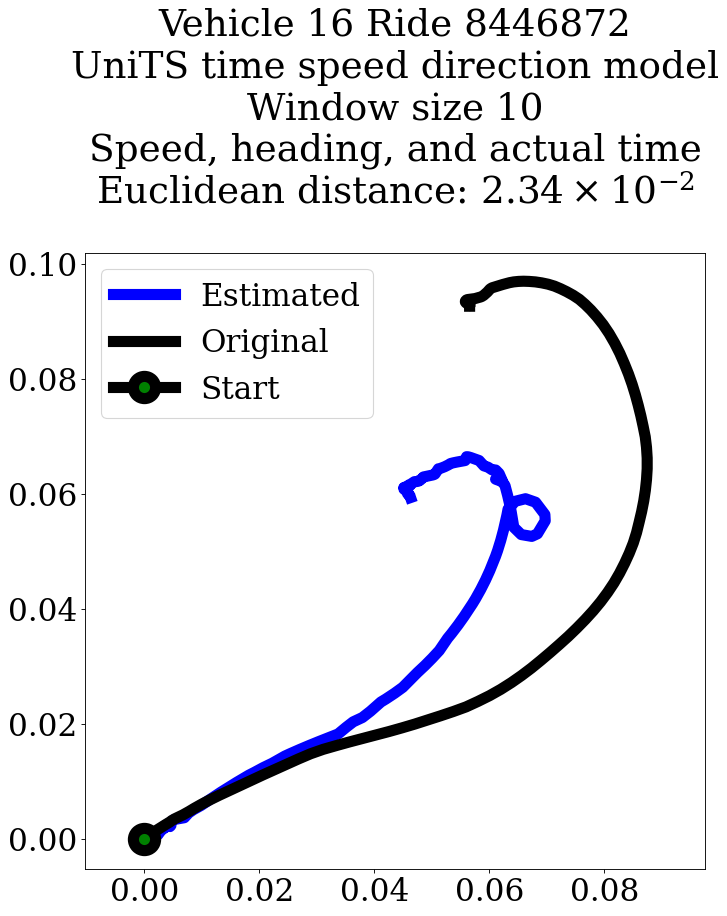 Vehicle 16 Ride 8446872
UniTS time speed direction model
Window size 10
Speed, heading, and actual time
Euclidean distance: 2.34 × 10⁻²
0.10
0.08
0.06
0.04
0.02
0.00
Estimated
Original
Start
0.00 0.02 0.04 0.06 0.08